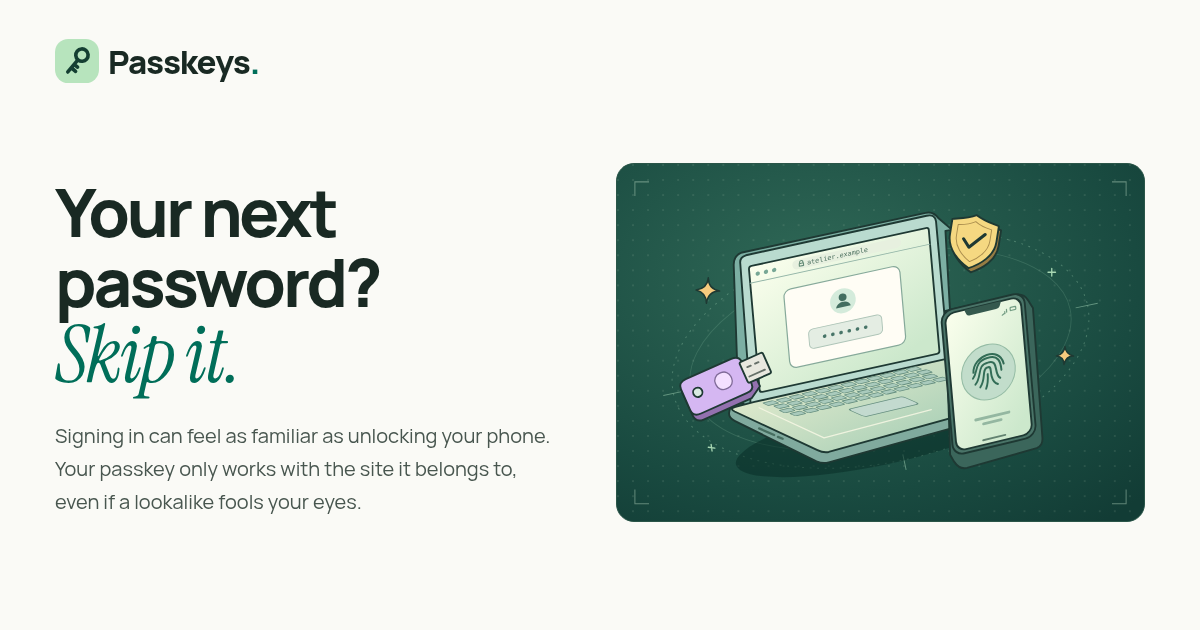 Passkeys.
Your next
password?
Skip it.
Signing in can feel as familiar as unlocking your phone.
Your passkey only works with the site it belongs to,
even if a lookalike fools your eyes.
atelier.example